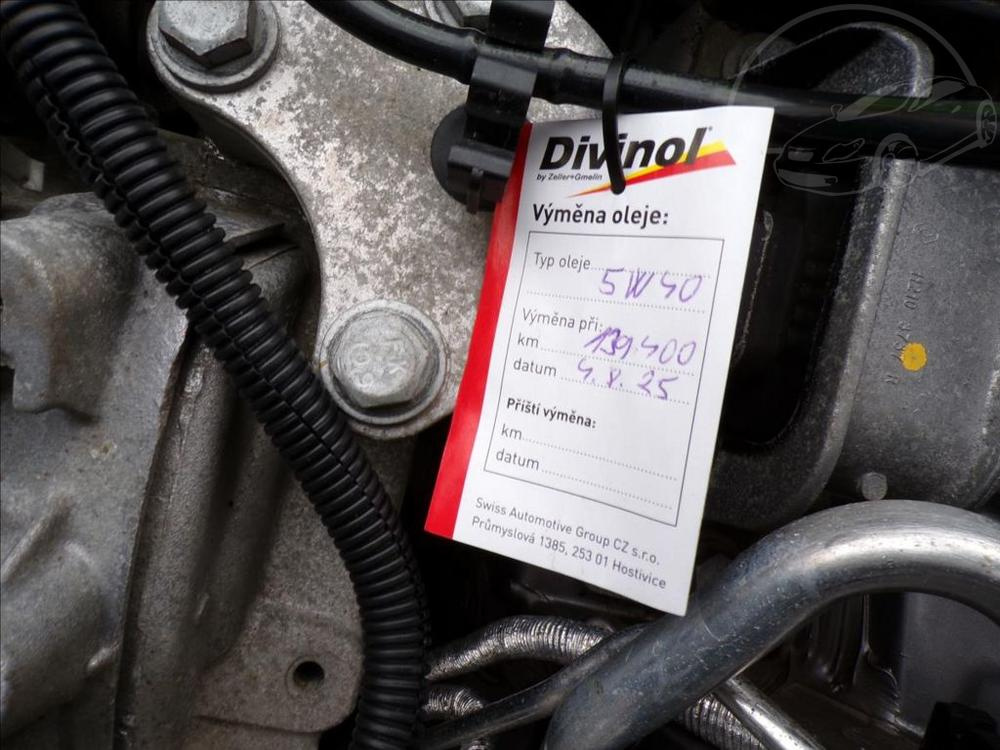 Divinol
by Zeller+Gmelin
Výměna oleje:
Typ oleje 5W40
Výměna při:
km 139.400
datum 4.8.25
Příští výměna:
km
datum
Swiss Automotive Group CZ s.r.o.
Průmyslová 1385, 253 01 Hostivice